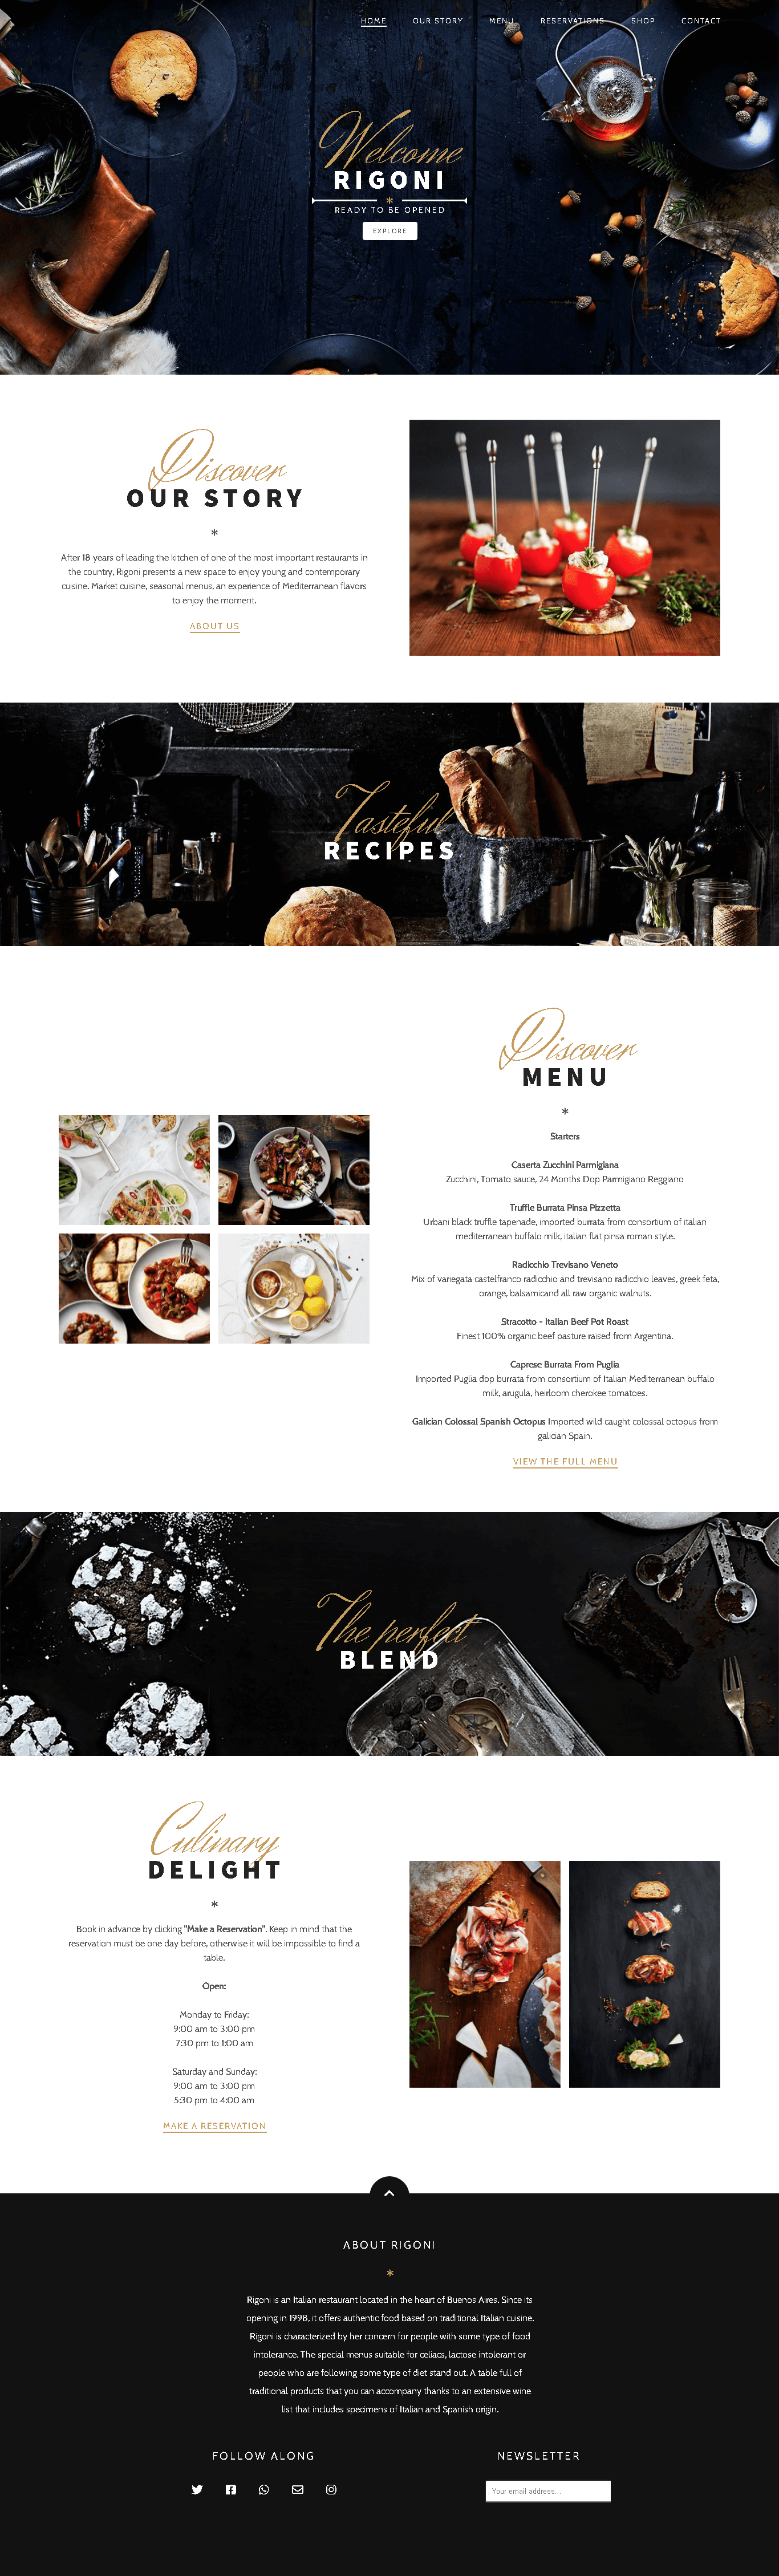 HOME OUR STORY MENU RESERVATIONS SHOP CONTACT
Welcome
RIGONI
*
READY TO BE OPENED
EXPLORE
Discover
OUR STORY
*
After 18 years of leading the kitchen of one of the most important restaurants in
the country, Rigoni presents a new space to enjoy young and contemporary
cuisine. Market cuisine, seasonal menus, an experience of Mediterranean flavors
to enjoy the moment.
ABOUT US
Tasteful
RECIPES
Discover
MENU
*
Starters
Caserta Zucchini Parmigiana
Zucchini, Tomato sauce, 24 Months Dop Parmigiano Reggiano
Truffle Burrata Pinsa Pizzetta
Urbani black truffle tapenade, imported burrata from consortium of italian
mediterranean buffalo milk, italian flat pinsa roman style.
Radicchio Trevisano Veneto
Mix of variegata castelfranco radicchio and trevisano radicchio leaves, greek feta,
orange, balsamicand all raw organic walnuts.
Stracotto - Italian Beef Pot Roast
Finest 100% organic beef pasture raised from Argentina.
Caprese Burrata From Puglia
Imported Puglia dop burrata from consortium of Italian Mediterranean buffalo
milk, arugula, heirloom cherokee tomatoes.
Galician Colossal Spanish Octopus Imported wild caught colossal octopus from
galician Spain.
VIEW THE FULL MENU
The perfect
BLEND
Culinary
DELIGHT
*
Book in advance by clicking "Make a Reservation". Keep in mind that the
reservation must be one day before, otherwise it will be impossible to find a
table.
Open:
Monday to Friday:
9:00 am to 3:00 pm
7:30 pm to 1:00 am
Saturday and Sunday:
9:00 am to 3:00 pm
5:30 pm to 4:00 am
MAKE A RESERVATION
ABOUT RIGONI
*
Rigoni is an Italian restaurant located in the heart of Buenos Aires. Since its
opening in 1998, it offers authentic food based on traditional Italian cuisine.
Rigoni is characterized by her concern for people with some type of food
intolerance. The special menus suitable for celiacs, lactose intolerant or
people who are following some type of diet stand out. A table full of
traditional products that you can accompany thanks to an extensive wine
list that includes specimens of Italian and Spanish origin.
FOLLOW ALONG
NEWSLETTER
Your email address...